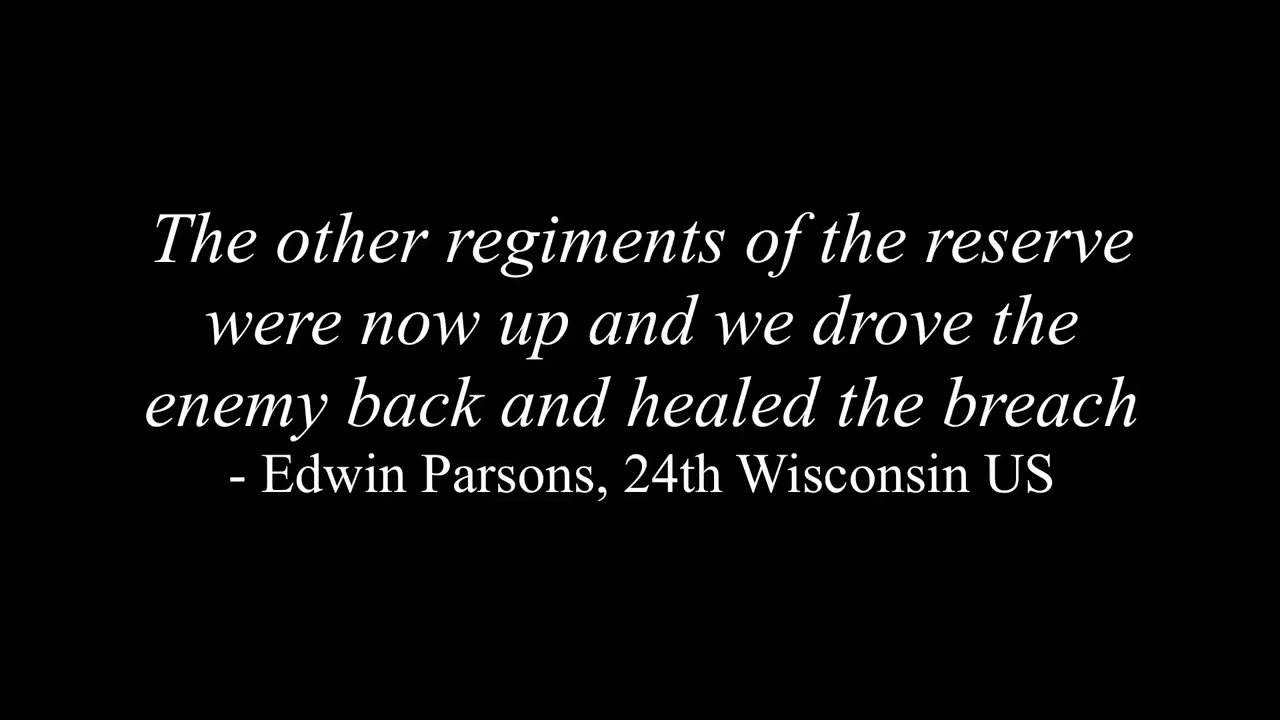 The other regiments of the reserve
were now up and we drove the
enemy back and healed the breach
- Edwin Parsons, 24th Wisconsin US